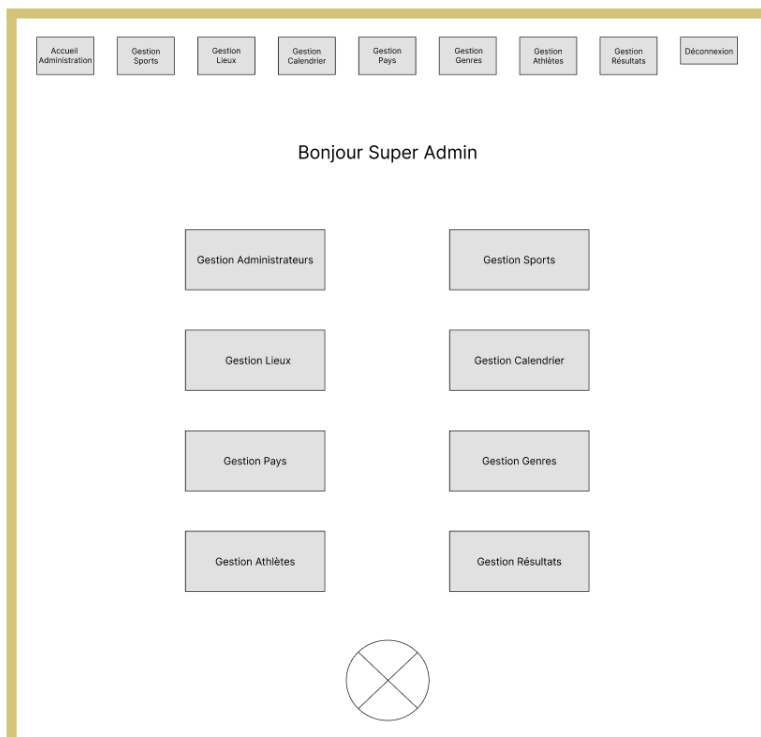 Accueil
Administration
Gestion
Sports
Gestion
Lieux
Gestion
Calendrier
Gestion
Pays
Gestion
Genres
Gestion
Athlètes
Gestion
Résultats
Déconnexion
Bonjour Super Admin
Gestion Administrateurs
Gestion Sports
Gestion Lieux
Gestion Calendrier
Gestion Pays
Gestion Genres
Gestion Athlètes
Gestion Résultats